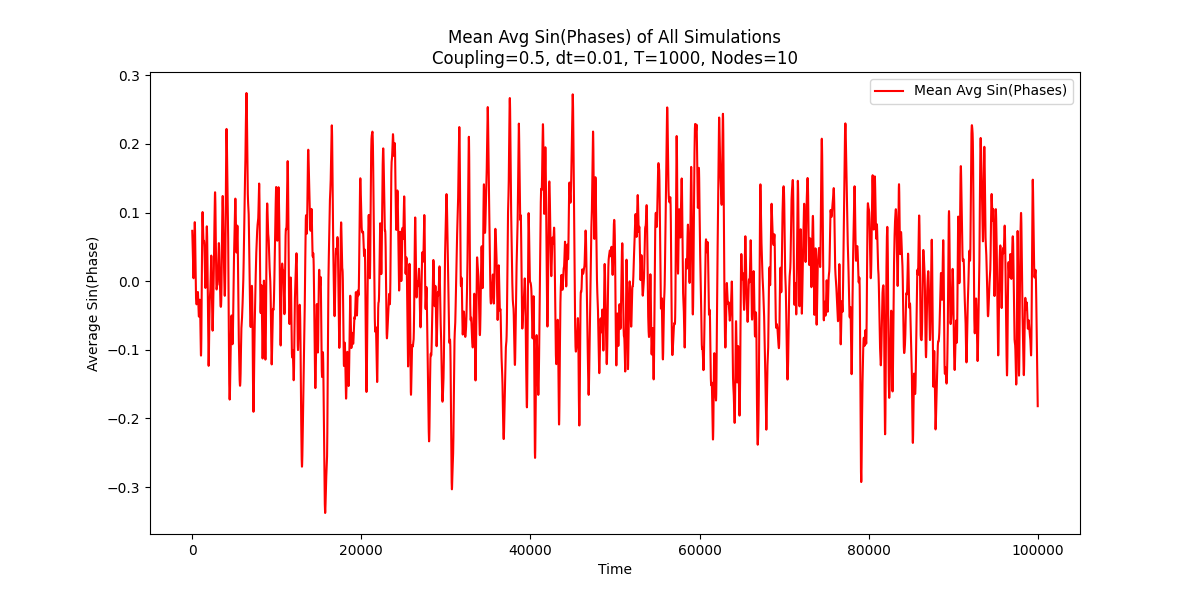 Mean Avg Sin(Phases) of All Simulations
Coupling=0.5, dt=0.01, T=1000, Nodes=10
Mean Avg Sin(Phases)
Average Sin(Phase)
0.3
0.2
0.1
0.0
−0.1
−0.2
−0.3
0
20000
40000
60000
80000
100000
Time